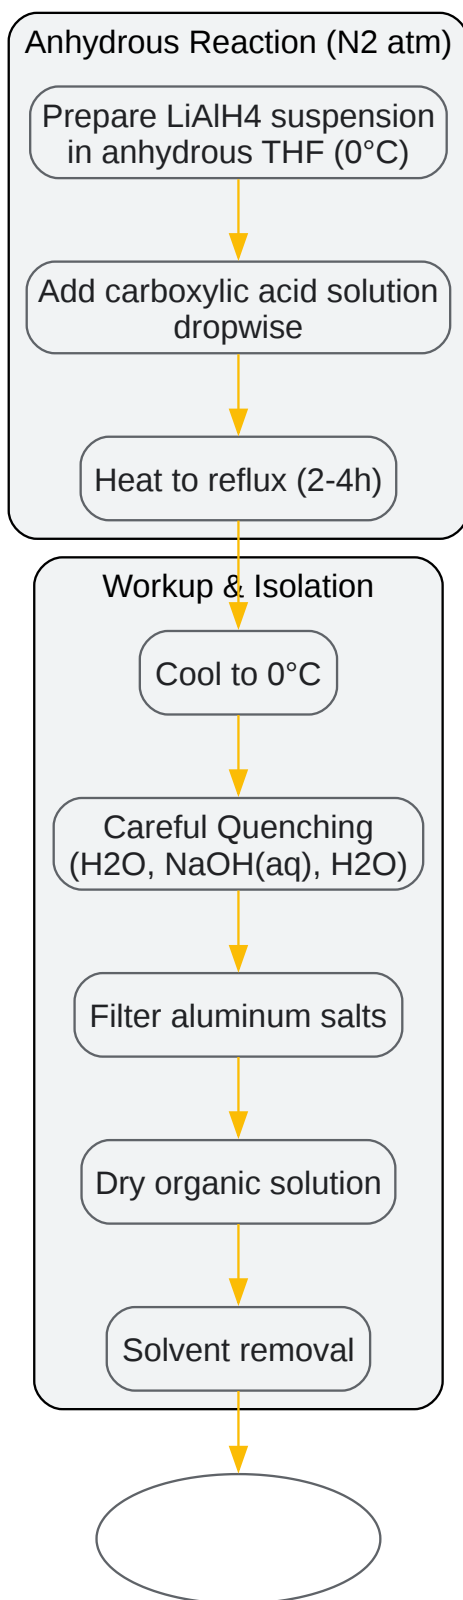 Anhydrous Reaction (N2 atm)
Prepare LiAlH4 suspension
in anhydrous THF (0°C)
Add carboxylic acid solution
dropwise
Heat to reflux (2-4h)
Workup & Isolation
Cool to 0°C
Careful Quenching
(H2O, NaOH(aq), H2O)
Filter aluminum salts
Dry organic solution
Solvent removal